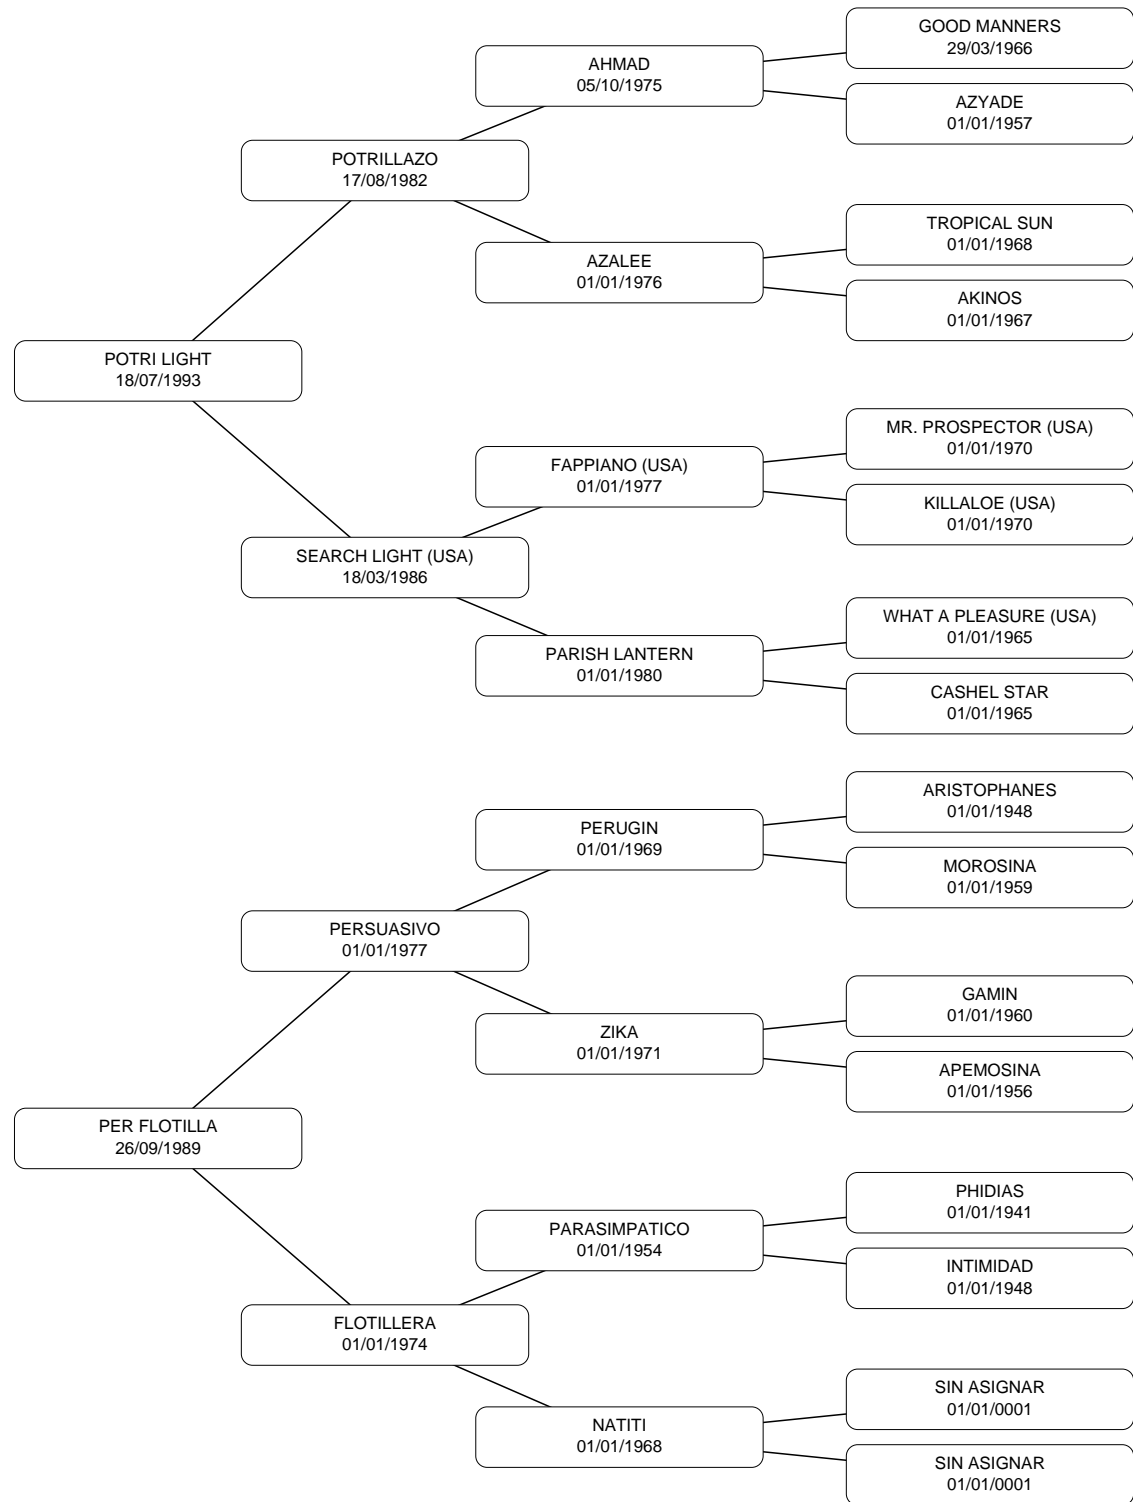 GOOD MANNERS
29/03/1966
AHMAD
05/10/1975
AZYADE
01/01/1957
POTRILLAZO
17/08/1982
TROPICAL SUN
01/01/1968
AZALEE
01/01/1976
AKINOS
01/01/1967
POTRI LIGHT
18/07/1993
MR. PROSPECTOR (USA)
01/01/1970
FAPPIANO (USA)
01/01/1977
KILLALOE (USA)
01/01/1970
SEARCH LIGHT (USA)
18/03/1986
WHAT A PLEASURE (USA)
01/01/1965
PARISH LANTERN
01/01/1980
CASHEL STAR
01/01/1965
ARISTOPHANES
01/01/1948
PERUGIN
01/01/1969
MOROSINA
01/01/1959
PERSUASIVO
01/01/1977
GAMIN
01/01/1960
ZIKA
01/01/1971
APEMOSINA
01/01/1956
PER FLOTILLA
26/09/1989
PHIDIAS
01/01/1941
PARASIMPATICO
01/01/1954
INTIMIDAD
01/01/1948
FLOTILLERA
01/01/1974
SIN ASIGNAR
01/01/0001
NATITI
01/01/1968
SIN ASIGNAR
01/01/0001